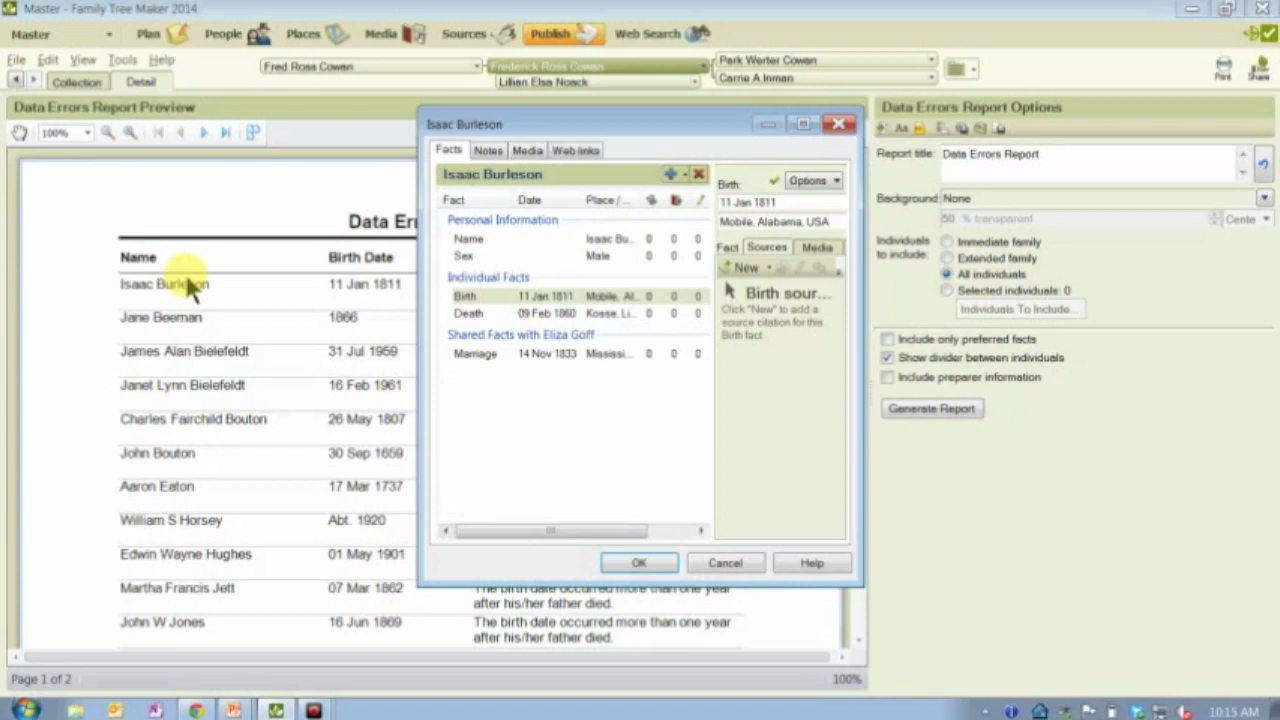 Master - Family Tree Maker 2014
Master Plan People Places Media Sources Publish Web Search
File Edit View Tools Help
Fred Ross Cowan
Frederick Ross Cowan
Lillian Elsa Noack
Park Werter Cowan
Carrie A Inman
Print Share
Collection Detail
Data Errors Report Preview
100%
Data Er
Name Birth Date
Isaac Burleson 11 Jan 1811
Jane Beeman 1866
James Alan Bielefeldt 31 Jul 1959
Janet Lynn Bielefeldt 16 Feb 1961
Charles Fairchild Bouton 26 May 1807
John Bouton 30 Sep 1659
Aaron Eaton 17 Mar 1737
William S Horsey Abt. 1920
Edwin Wayne Hughes 01 May 1901
Martha Francis Jett 07 Mar 1862 The birth date occurred more than one year
after his/her father died.
John W Jones 16 Jun 1869 The birth date occurred more than one year
after his/her father died.
Page 1 of 2 100%
Isaac Burleson
Facts Notes Media Web links
Isaac Burleson
Fact Date Place /...
Personal Information
Name Isaac Bu... 0 0 0
Sex Male 0 0 0
Individual Facts
Birth 11 Jan 1811 Mobile, Al... 0 0 0
Death 09 Feb 1860 Kosse, Li... 0 0 0
Shared Facts with Eliza Goff
Marriage 14 Nov 1833 Mississi... 0 0 0
Birth: Options
11 Jan 1811
Mobile, Alabama, USA
Fact Sources Media
New
Birth sour...
Click "New" to add a
source citation for this
Birth fact
OK Cancel Help
Data Errors Report Options
Aa
Report title: Data Errors Report
Background: None
50 % transparent Cente
Individuals
to include:
Immediate family
Extended family
All individuals
Selected individuals: 0
Individuals To Include...
Include only preferred facts
Show divider between individuals
Include preparer information
Generate Report
10:15 AM